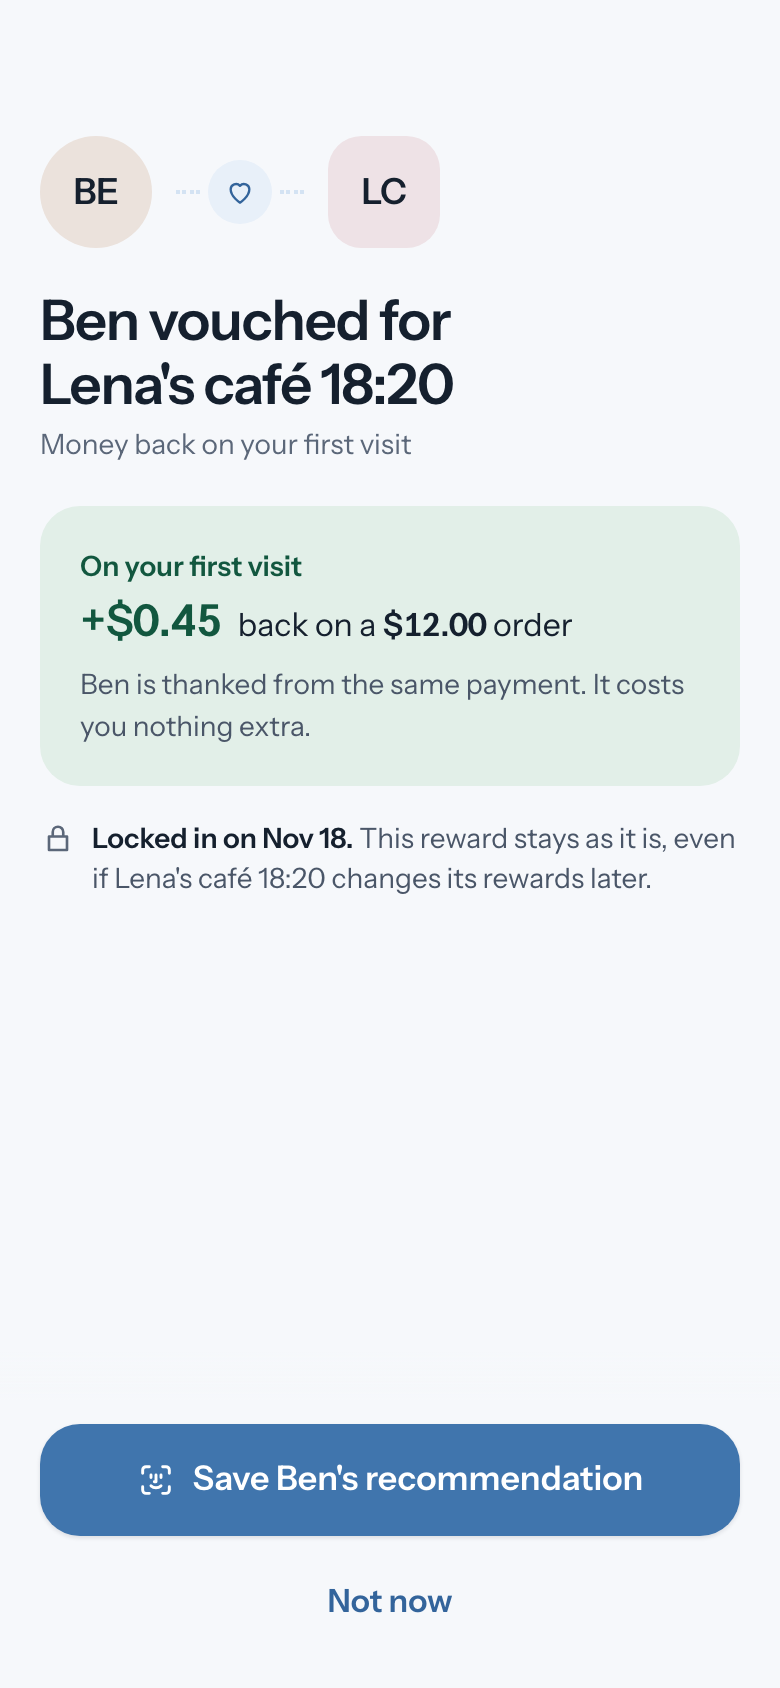 BE
LC
Ben vouched for
Lena's café 18:20
Money back on your first visit
On your first visit
+$0.45 back on a $12.00 order
Ben is thanked from the same payment. It costs
you nothing extra.
Locked in on Nov 18. This reward stays as it is, even
if Lena's café 18:20 changes its rewards later.
Save Ben's recommendation
Not now